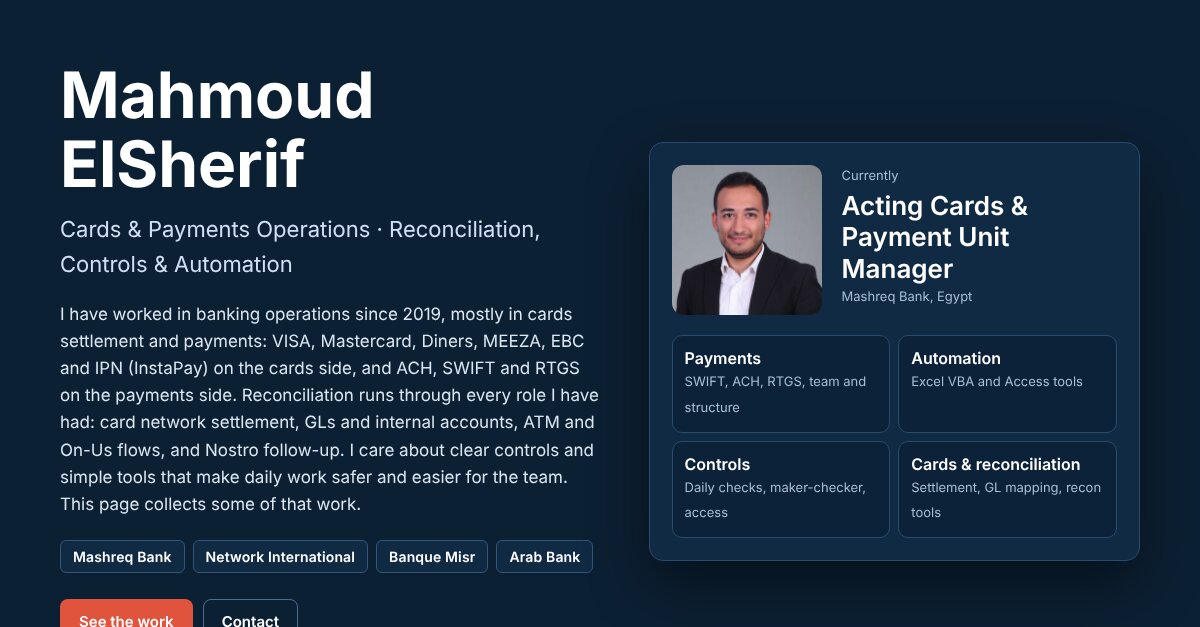 Mahmoud
ElSherif
Cards & Payments Operations · Reconciliation,
Controls & Automation
I have worked in banking operations since 2019, mostly in cards
settlement and payments: VISA, Mastercard, Diners, MEEZA, EBC
and IPN (InstaPay) on the cards side, and ACH, SWIFT and RTGS
on the payments side. Reconciliation runs through every role I have
had: card network settlement, GLs and internal accounts, ATM and
On-Us flows, and Nostro follow-up. I care about clear controls and
simple tools that make daily work safer and easier for the team.
This page collects some of that work.
Mashreq Bank
Network International
Banque Misr
Arab Bank
See the work
Contact
Currently
Acting Cards &
Payment Unit
Manager
Mashreq Bank, Egypt
Payments
SWIFT, ACH, RTGS, team and
structure
Automation
Excel VBA and Access tools
Controls
Daily checks, maker-checker,
access
Cards & reconciliation
Settlement, GL mapping, recon
tools